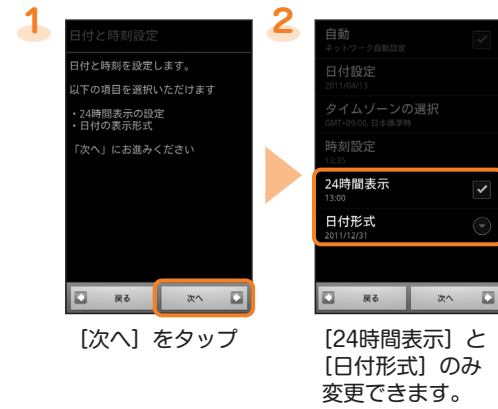 1
日付と時刻設定
日付と時刻を設定します。
以下の項目を選択いただけます
・24時間表示の設定
・日付の表示形式
「次へ」にお進みください
戻る
次へ
［次へ］をタップ
2
自動
ネットワーク自動設定
日付設定
2011/04/13
タイムゾーンの選択
GMT+09:00, 日本標準時
時刻設定
13:35
24時間表示
13:00
日付形式
2011/12/31
戻る
次へ
［24時間表示］と
［日付形式］のみ
変更できます。